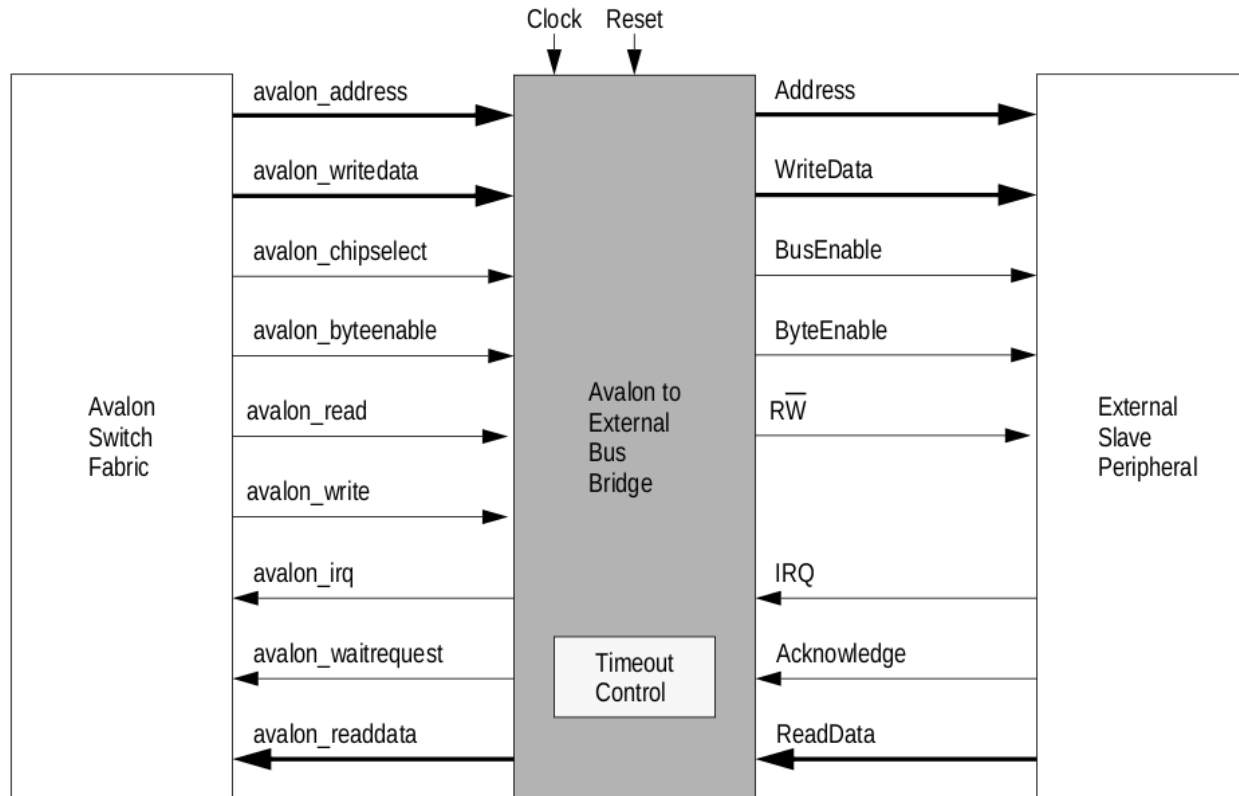 Clock Reset
avalon_address
Address
avalon_writedata
WriteData
avalon_chipselect
BusEnable
avalon_byteenable
ByteEnable
Avalon
Switch
Fabric
avalon_read
Avalon to
External
Bus
Bridge
RW̅
External
Slave
Peripheral
avalon_write
avalon_irq
IRQ
avalon_waitrequest
Timeout
Control
Acknowledge
avalon_readdata
ReadData